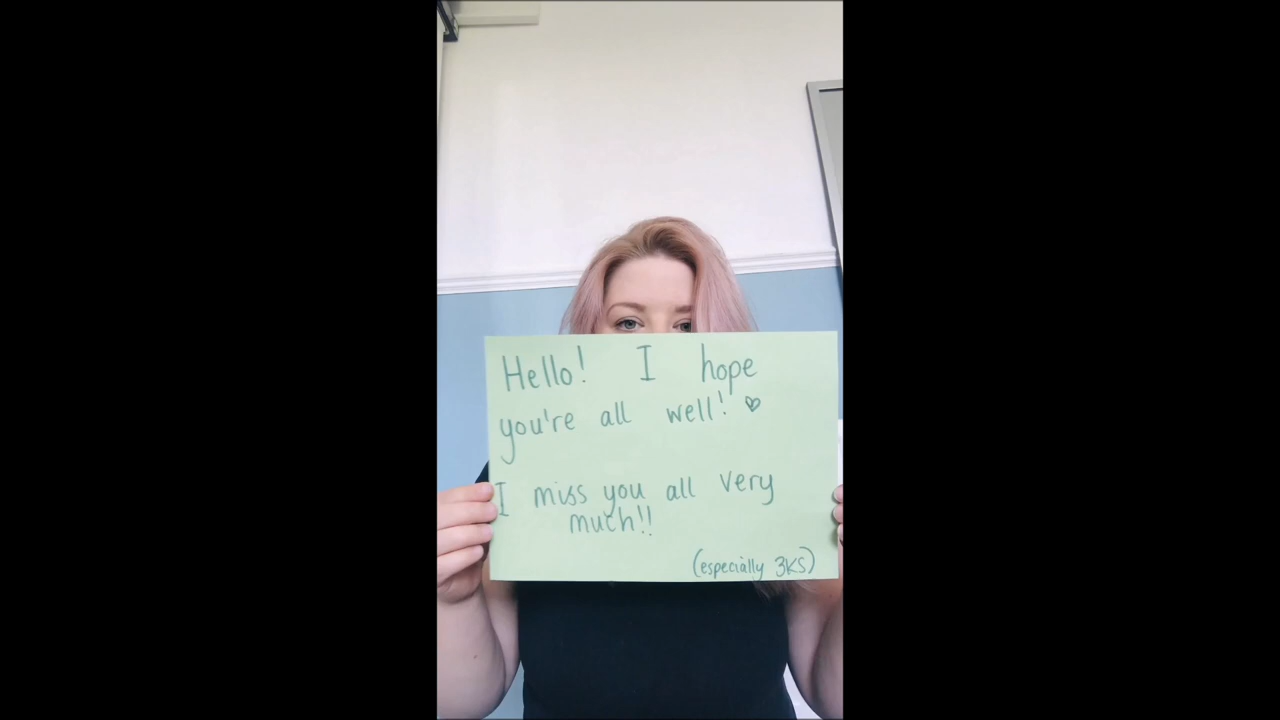 Hello! I hope
you're all well! ♡
I miss you all very
much!!
(especially 3KS)